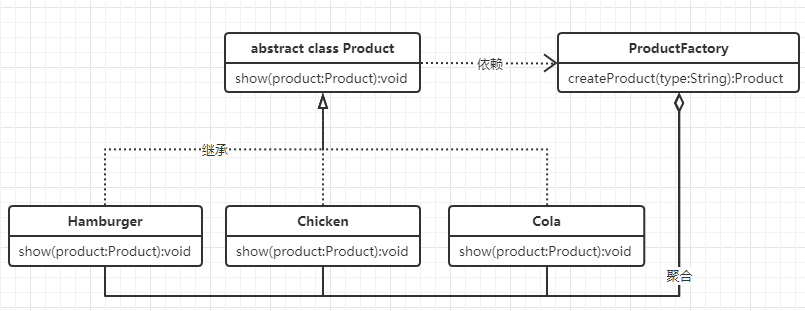 abstract class Product
show(product:Product):void
依赖
ProductFactory
createProduct(type:String):Product
继承
Hamburger
show(product:Product):void
Chicken
show(product:Product):void
Cola
show(product:Product):void
聚合